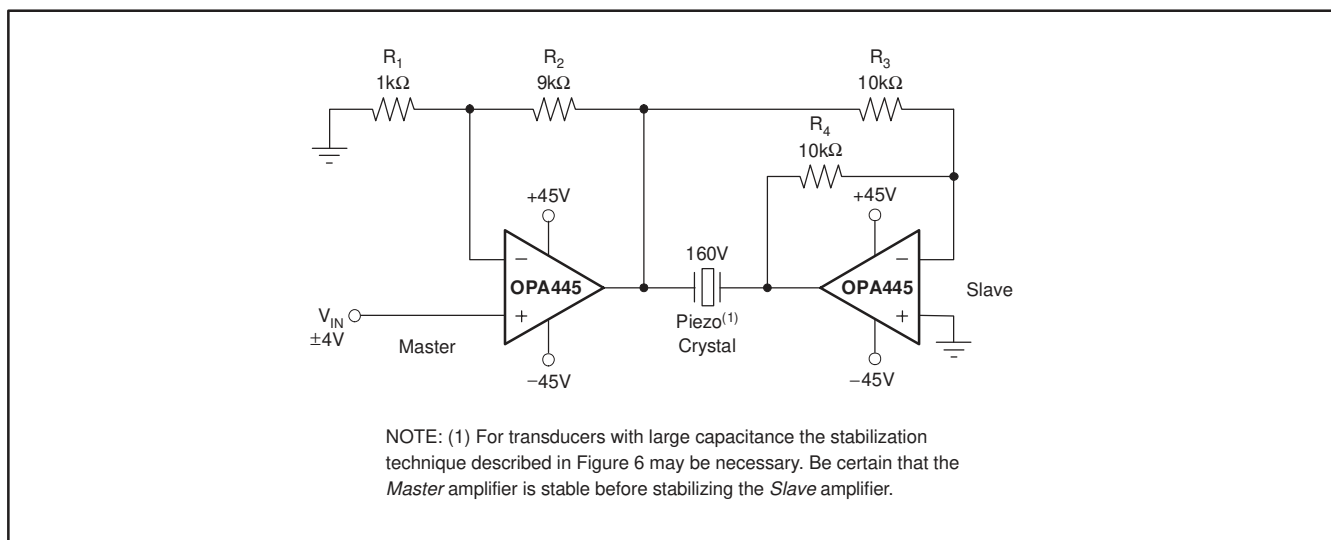 R1
1kΩ
R2
9kΩ
R3
10kΩ
R4
10kΩ
+45V
+45V
160V
−
OPA445
+
−
OPA445
+
Slave
VIN
±4V
Master
Piezo(1)
Crystal
−45V
−45V
NOTE: (1) For transducers with large capacitance the stabilization
technique described in Figure 6 may be necessary. Be certain that the
Master amplifier is stable before stabilizing the Slave amplifier.